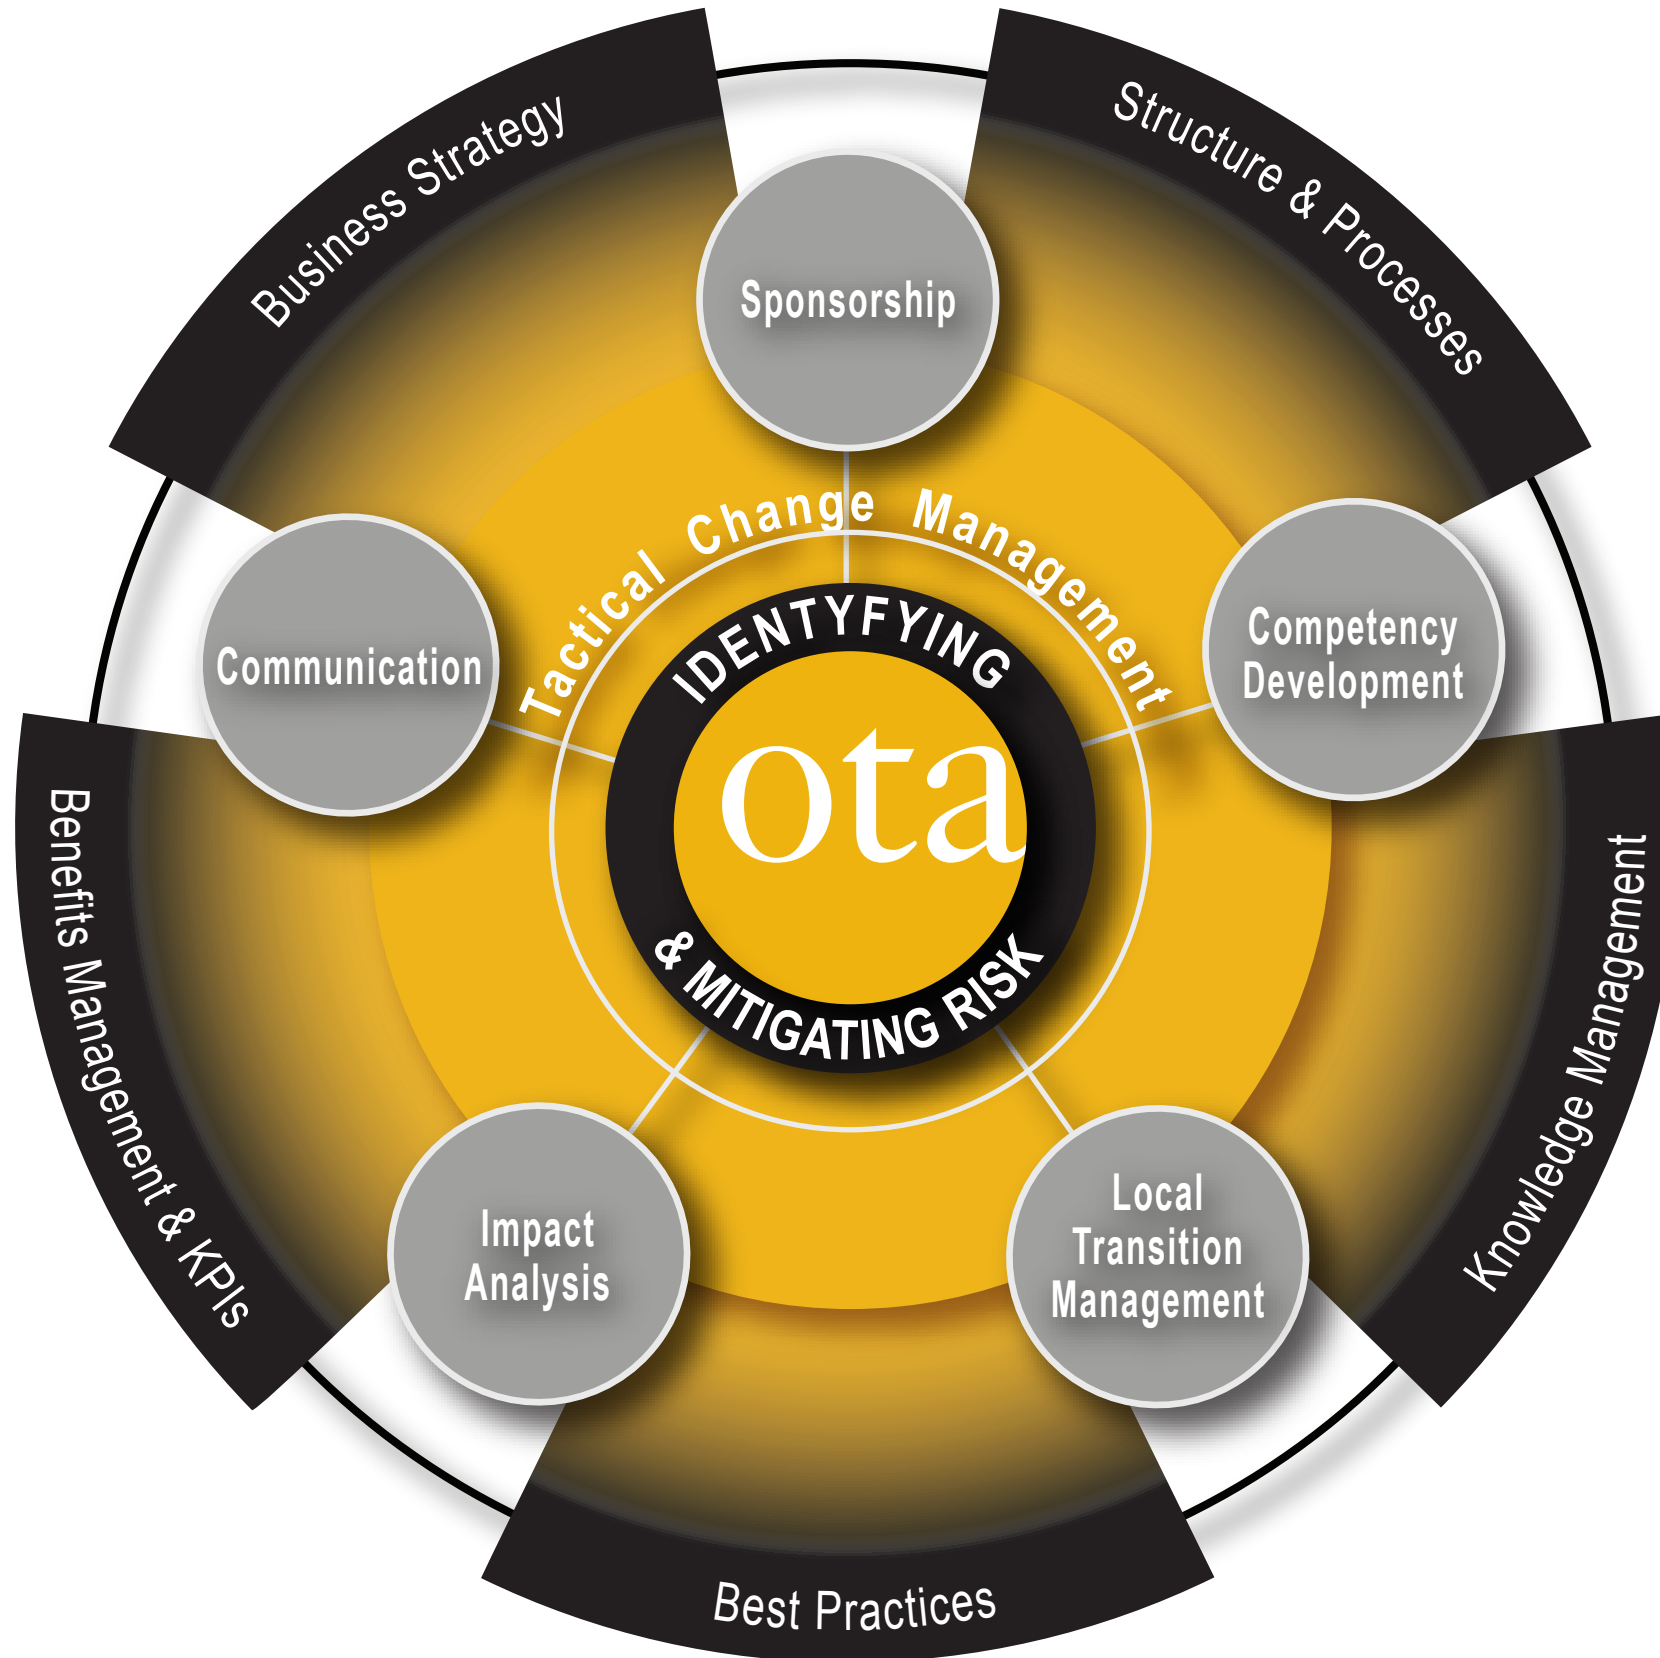 Business Strategy
Structure & Processes
Sponsorship
Tactical Change Management
Communication
Competency
Development
IDENTYFYING
ota
& MITIGATING RISK
Benefits Management & KPIs
Knowledge Management
Impact
Analysis
Local
Transition
Management
Best Practices